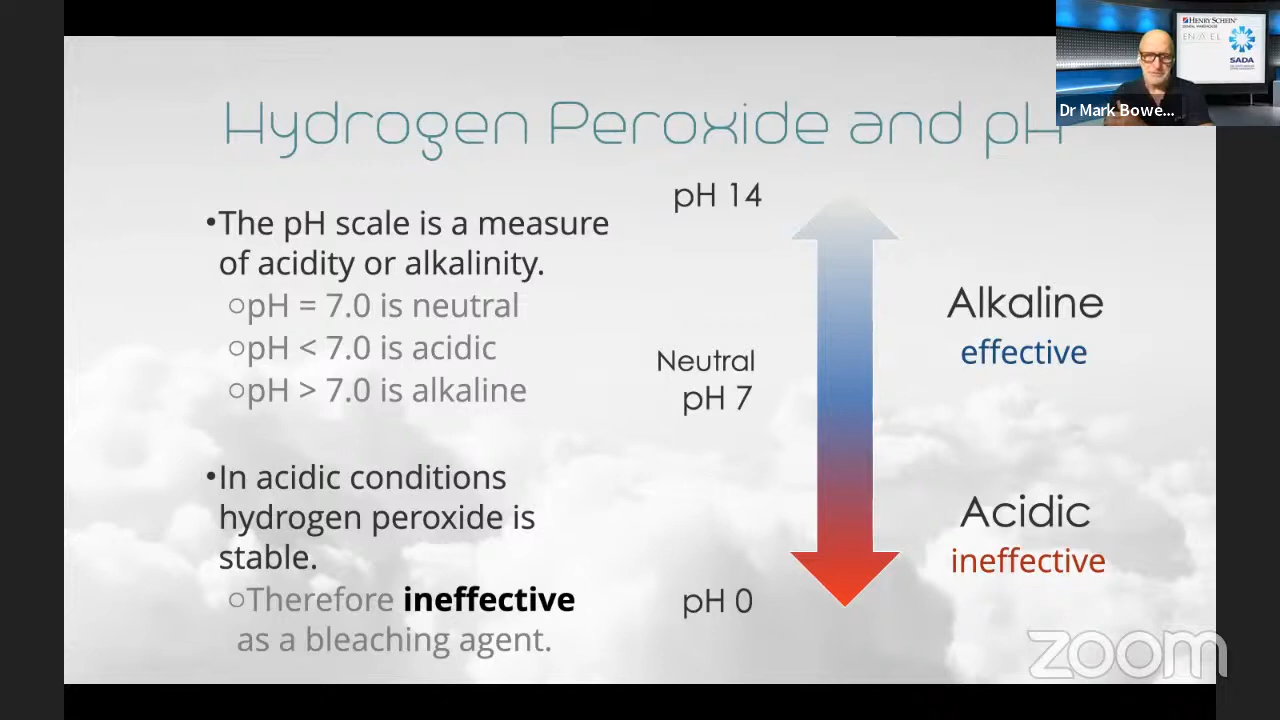 Hydrogen Peroxide and pH
•The pH scale is a measure
of acidity or alkalinity.
○pH = 7.0 is neutral
○pH < 7.0 is acidic
○pH > 7.0 is alkaline
•In acidic conditions
hydrogen peroxide is
stable.
○Therefore ineffective
as a bleaching agent.
pH 14
Neutral
pH 7
pH 0
Alkaline
effective
Acidic
ineffective
HENRY SCHEIN®
SADA
Dr Mark Bowe...
zoom